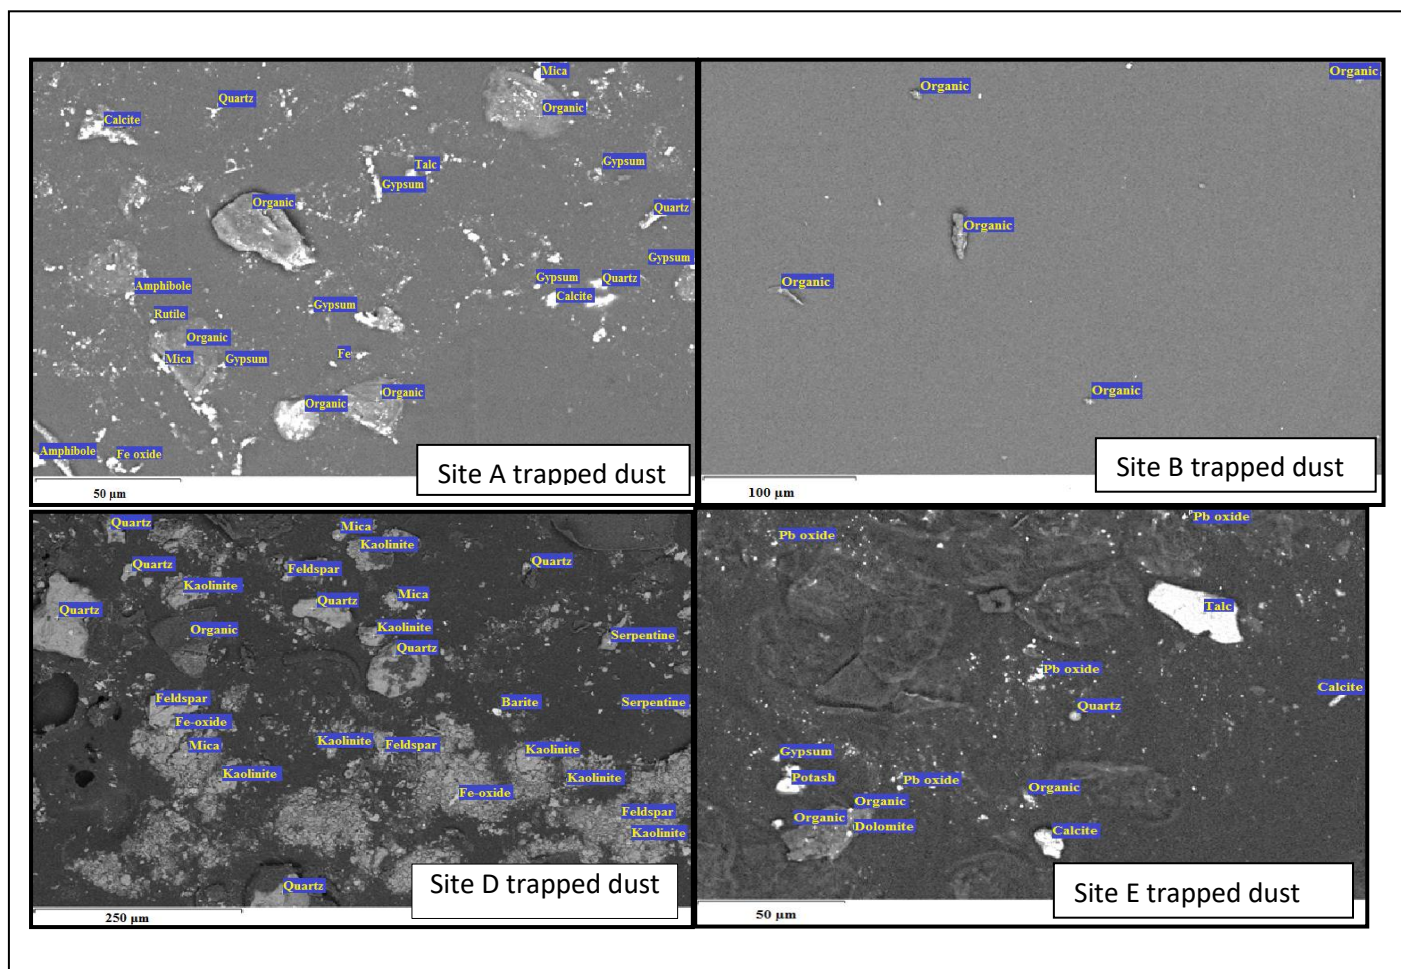 Mica
Quartz
Organic
Calcite
Talc
Gypsum
Gypsum
Organic
Quartz
Gypsum
Amphibole
Gypsum
Quartz
Calcite
Gypsum
Rutile
Organic
Fe
Mica
Gypsum
Organic
Organic
Amphibole
Fe oxide
Site A trapped dust
50 µm
Organic
Organic
Organic
Organic
Organic
Site B trapped dust
100 µm
Quartz
Mica
Kaolinite
Quartz
Feldspar
Quartz
Kaolinite
Mica
Quartz
Quartz
Organic
Kaolinite
Serpentine
Quartz
Feldspar
Barite
Serpentine
Fe-oxide
Mica
Kaolinite
Feldspar
Kaolinite
Kaolinite
Kaolinite
Fe-oxide
Feldspar
Kaolinite
Quartz
Site D trapped dust
250 µm
Pb oxide
Pb oxide
Talc
Pb oxide
Calcite
Quartz
Gypsum
Potash
Pb oxide
Organic
Organic
Organic
Dolomite
Calcite
Site E trapped dust
50 µm